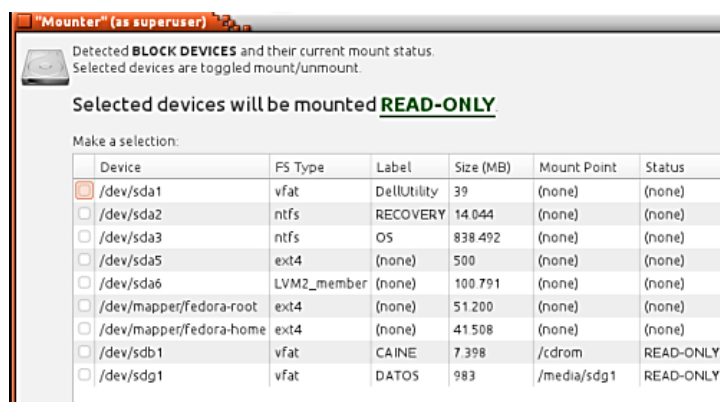 "Mounter" (as superuser)
Detected BLOCK DEVICES and their current mount status.
Selected devices are toggled mount/unmount.
Selected devices will be mounted READ-ONLY.
Make a selection:
Device FS Type Label Size (MB) Mount Point Status
/dev/sda1 vfat DellUtility 39 (none) (none)
/dev/sda2 ntfs RECOVERY 14.044 (none) (none)
/dev/sda3 ntfs OS 838.492 (none) (none)
/dev/sda5 ext4 (none) 500 (none) (none)
/dev/sda6 LVM2_member (none) 100.791 (none) (none)
/dev/mapper/fedora-root ext4 (none) 51.200 (none) (none)
/dev/mapper/fedora-home ext4 (none) 41.508 (none) (none)
/dev/sdb1 vfat CAINE 7.398 /cdrom READ-ONLY
/dev/sdg1 vfat DATOS 983 /media/sdg1 READ-ONLY